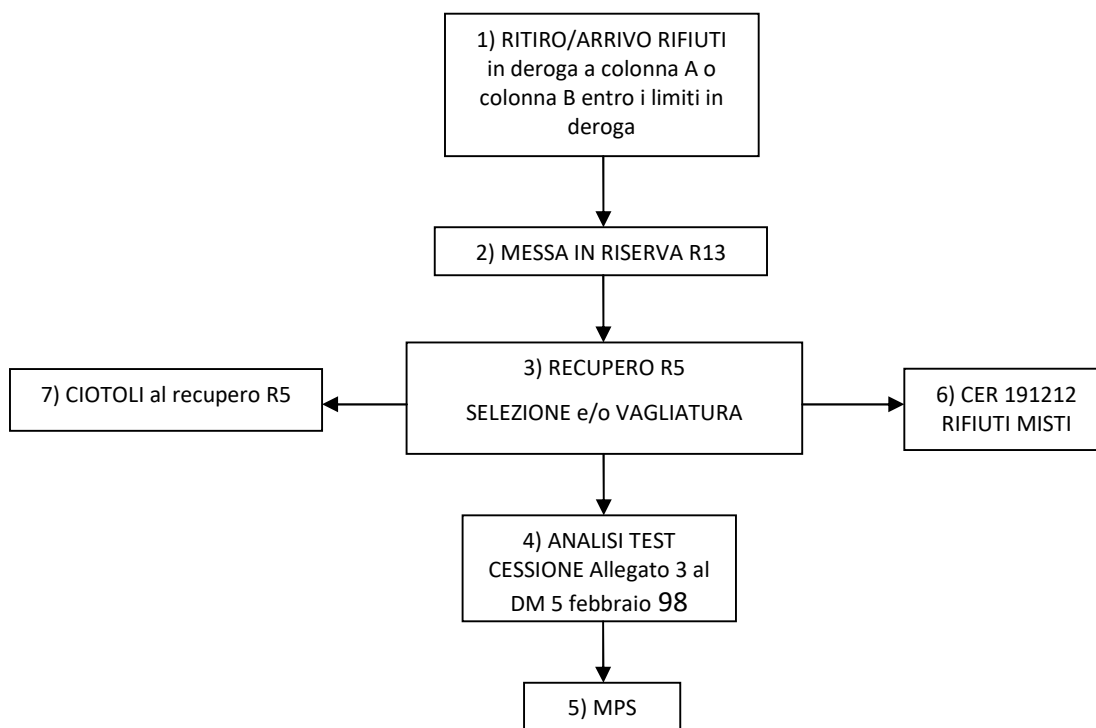 1) RITIRO/ARRIVO RIFIUTI
in deroga a colonna A o
colonna B entro i limiti in
deroga
2) MESSA IN RISERVA R13
3) RECUPERO R5
SELEZIONE e/o VAGLIATURA
7) CIOTOLI al recupero R5
6) CER 191212
RIFIUTI MISTI
4) ANALISI TEST
CESSIONE Allegato 3 al
DM 5 febbraio 98
5) MPS